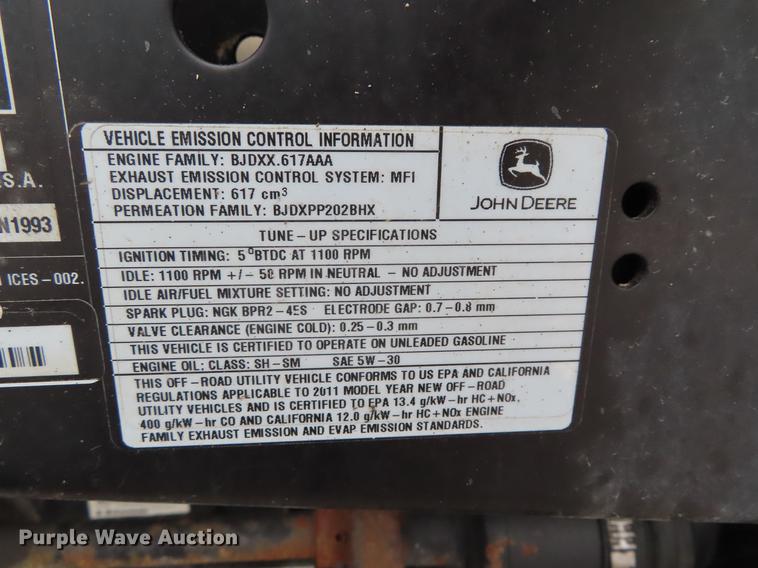 VEHICLE EMISSION CONTROL INFORMATION
ENGINE FAMILY: BJDXX.617AAA
EXHAUST EMISSION CONTROL SYSTEM: MFI
DISPLACEMENT: 617 cm³
PERMEATION FAMILY: BJDXPP202BHX
JOHN DEERE
TUNE-UP SPECIFICATIONS
IGNITION TIMING: 5°BTDC AT 1100 RPM
IDLE: 1100 RPM +/- 50 RPM IN NEUTRAL - NO ADJUSTMENT
IDLE AIR/FUEL MIXTURE SETTING: NO ADJUSTMENT
SPARK PLUG: NGK BPR2-4ES ELECTRODE GAP: 0.7-0.8 mm
VALVE CLEARANCE (ENGINE COLD): 0.25-0.3 mm
THIS VEHICLE IS CERTIFIED TO OPERATE ON UNLEADED GASOLINE
ENGINE OIL: CLASS: SH-SM SAE 5W-30
THIS OFF-ROAD UTILITY VEHICLE CONFORMS TO US EPA AND CALIFORNIA
REGULATIONS APPLICABLE TO 2011 MODEL YEAR NEW OFF-ROAD
UTILITY VEHICLES AND IS CERTIFIED TO EPA 13.4 g/kW-hr HC+NOx,
400 g/kW-hr CO AND CALIFORNIA 12.0 g/kW-hr HC+NOx ENGINE
FAMILY EXHAUST EMISSION AND EVAP EMISSION STANDARDS.
S.A.
N1993
ICES-002.
Purple Wave Auction